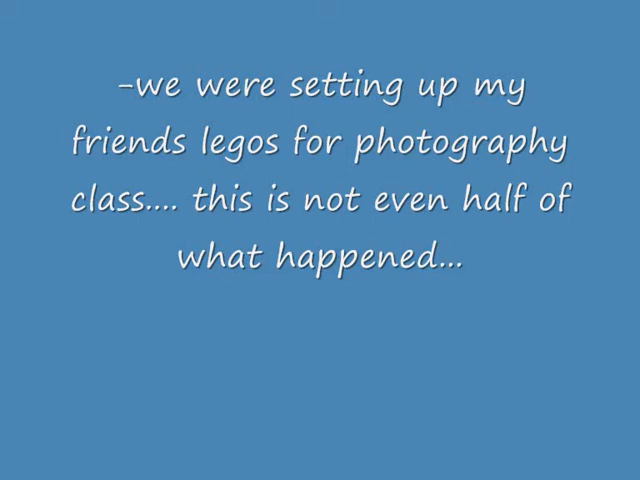 -we were setting up my
friends legos for photography
class.... this is not even half of
what happened...